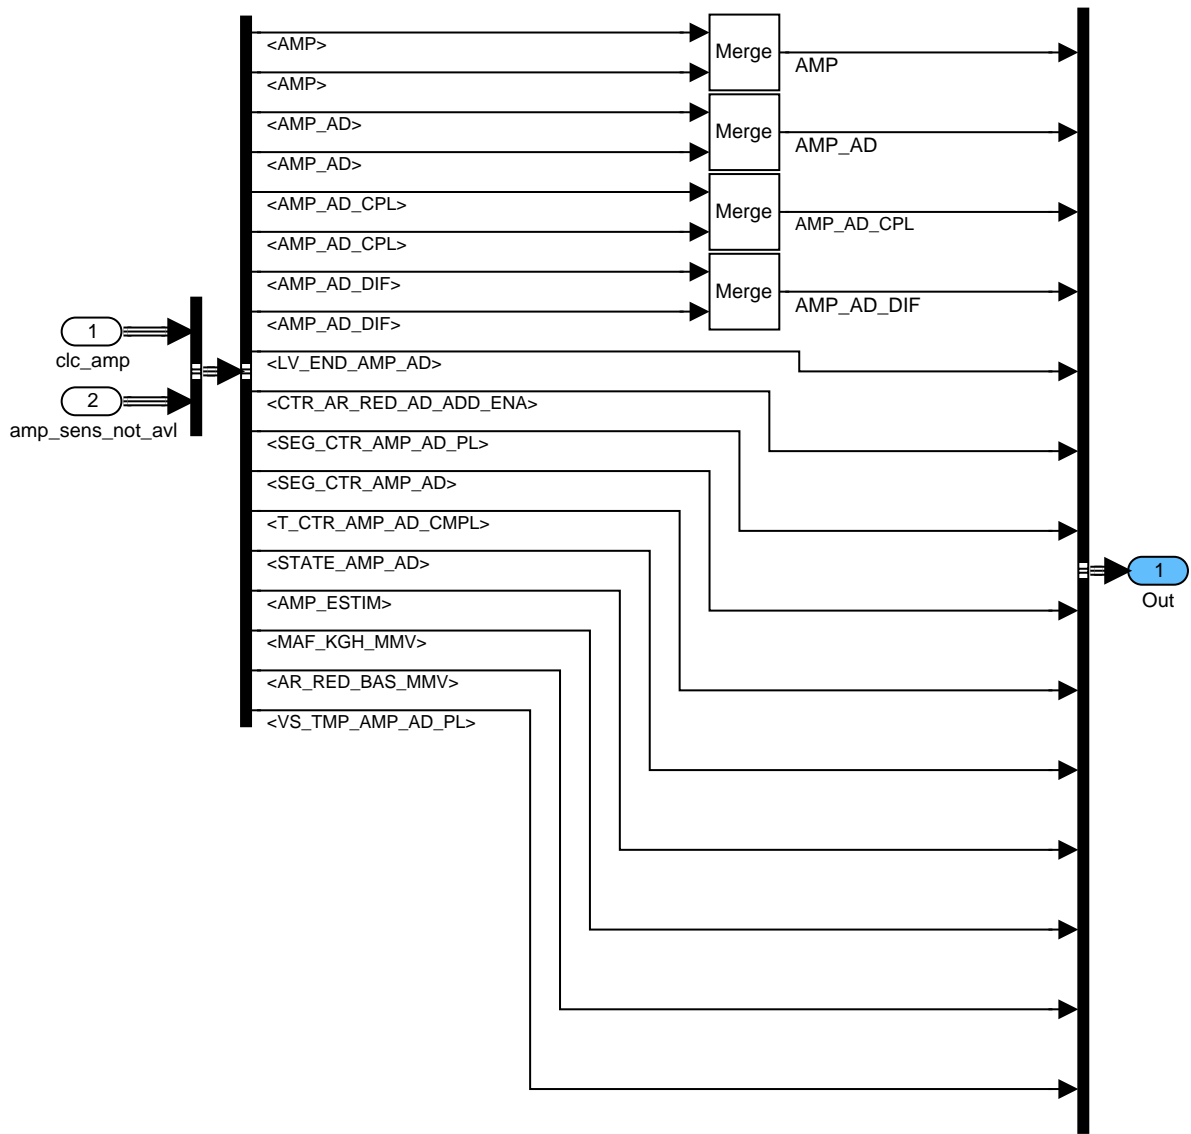 <AMP>
Merge
AMP
<AMP>
<AMP_AD>
Merge
AMP_AD
<AMP_AD>
<AMP_AD_CPL>
Merge
AMP_AD_CPL
<AMP_AD_CPL>
<AMP_AD_DIF>
Merge
AMP_AD_DIF
<AMP_AD_DIF>
1
clc_amp
<LV_END_AMP_AD>
2
amp_sens_not_avl
<CTR_AR_RED_AD_ADD_ENA>
<SEG_CTR_AMP_AD_PL>
<SEG_CTR_AMP_AD>
<T_CTR_AMP_AD_CMPL>
<STATE_AMP_AD>
1
Out
<AMP_ESTIM>
<MAF_KGH_MMV>
<AR_RED_BAS_MMV>
<VS_TMP_AMP_AD_PL>